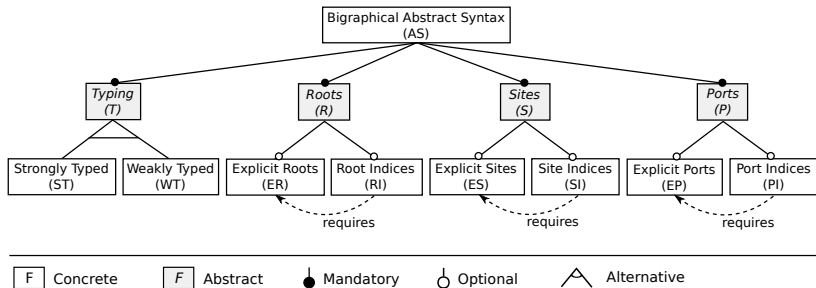 Bigraphical Abstract Syntax
(AS)
Typing
(T)
Roots
(R)
Sites
(S)
Ports
(P)
Strongly Typed
(ST)
Weakly Typed
(WT)
Explicit Roots
(ER)
Root Indices
(RI)
Explicit Sites
(ES)
Site Indices
(SI)
Explicit Ports
(EP)
Port Indices
(PI)
requires
requires
requires
F Concrete
F Abstract
Mandatory
Optional
Alternative